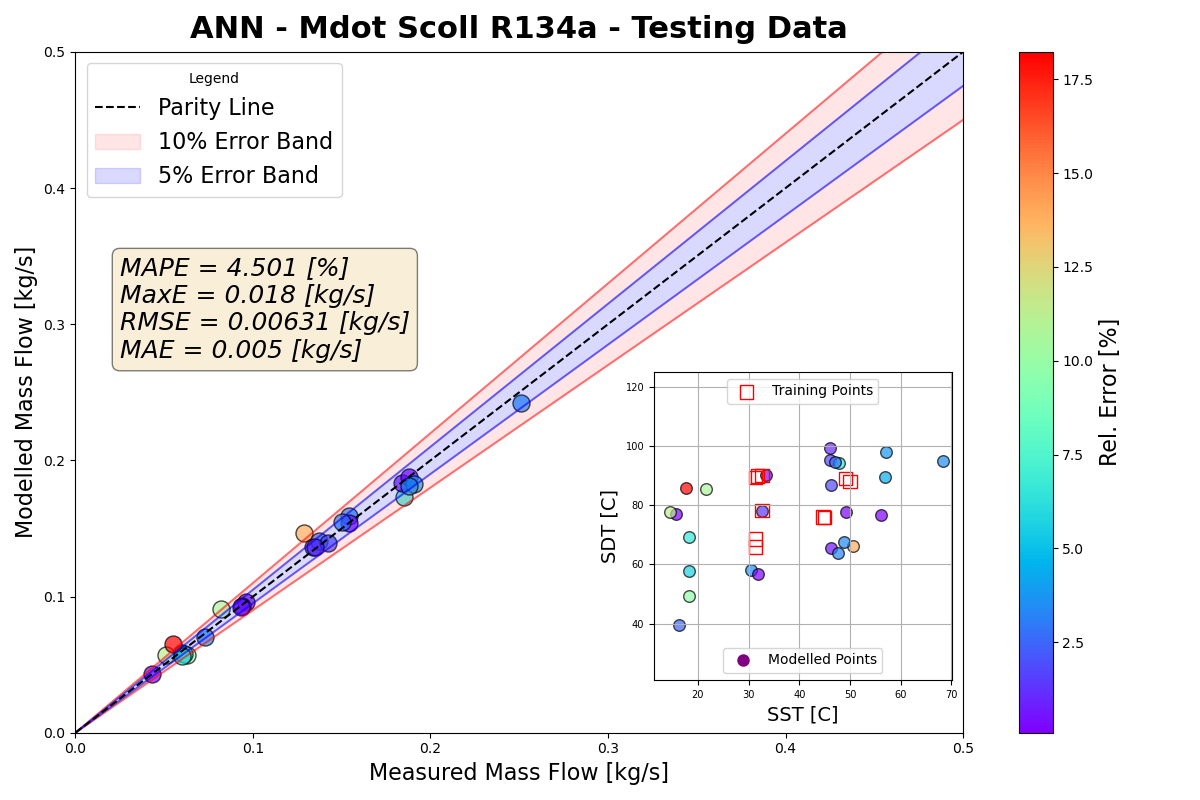 ANN - Mdot Scoll R134a - Testing Data
Modelled Mass Flow [kg/s]
0.5
0.4
0.3
0.2
0.1
0.0
Legend
Parity Line
10% Error Band
5% Error Band
MAPE = 4.501 [%]
MaxE = 0.018 [kg/s]
RMSE = 0.00631 [kg/s]
MAE = 0.005 [kg/s]
SDT [C]
120
100
80
60
40
Training Points
Modelled Points
20 30 40 50 60 70
SST [C]
0.0 0.1 0.2 0.3 0.4 0.5
Measured Mass Flow [kg/s]
17.5
15.0
12.5
10.0
7.5
5.0
2.5
Rel. Error [%]